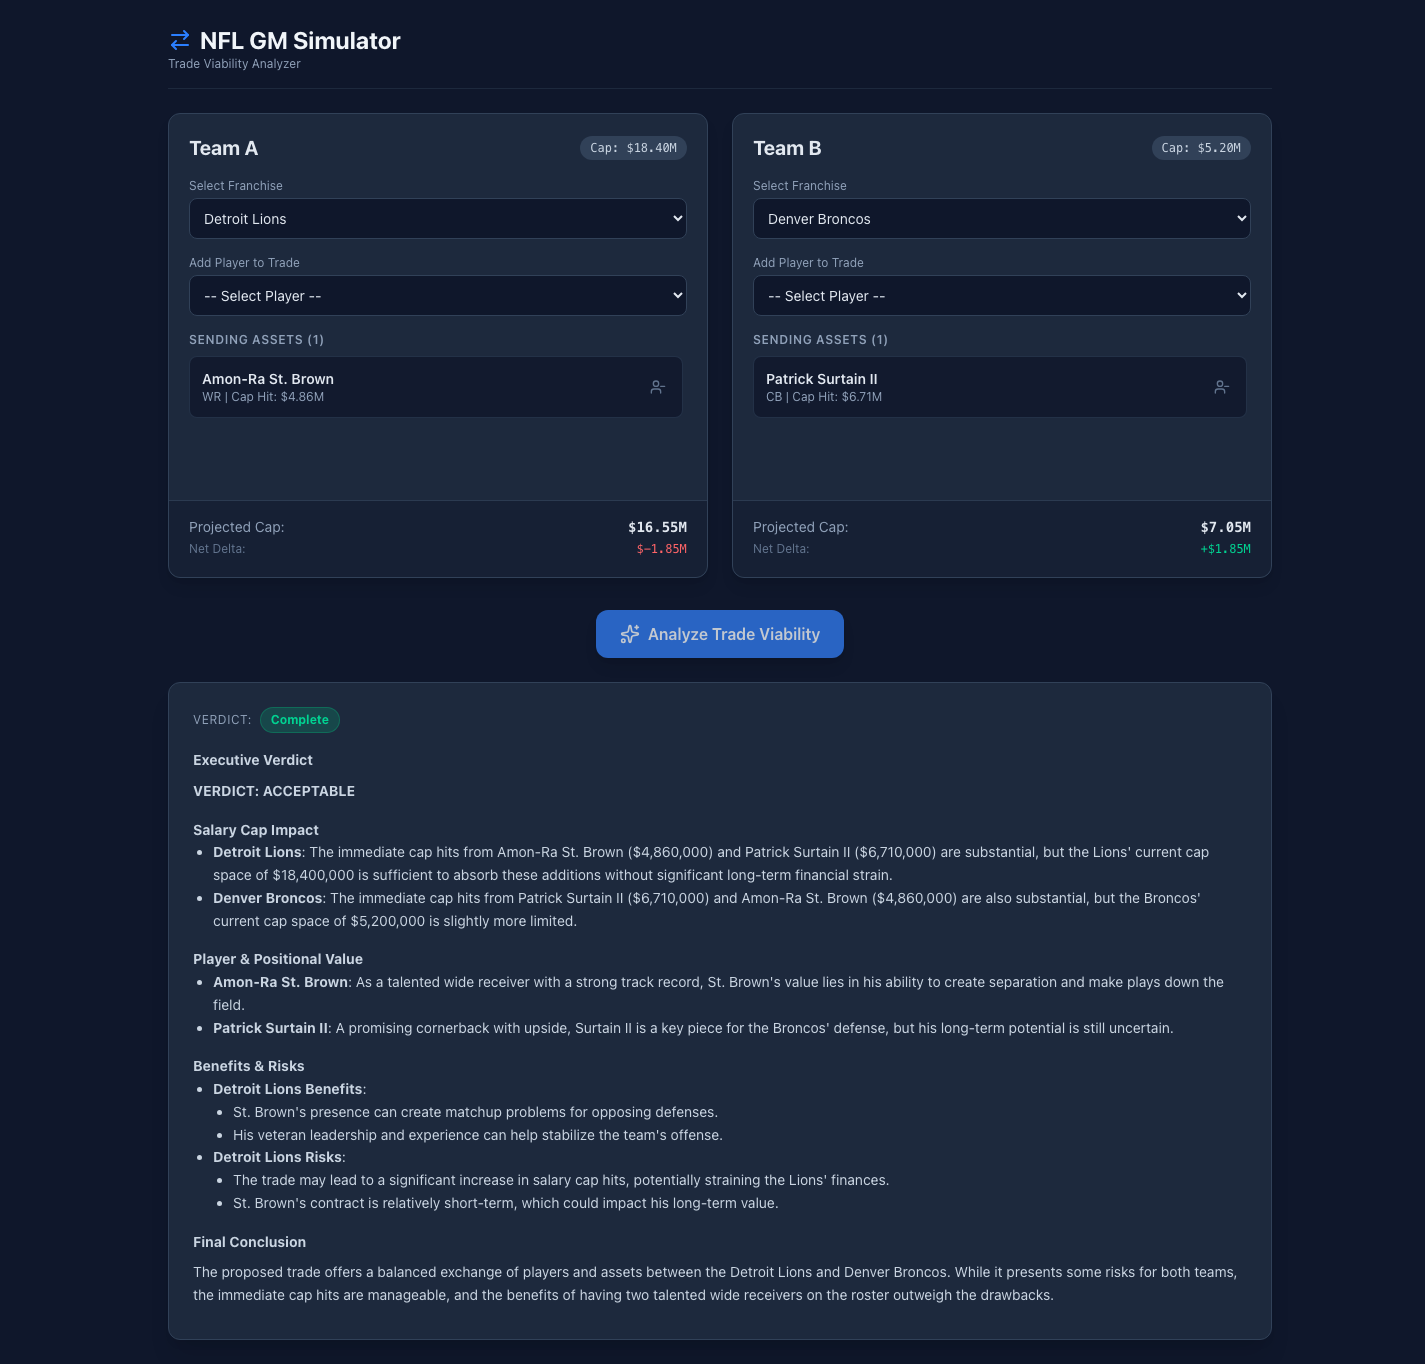 NFL GM Simulator
Trade Viability Analyzer
Team A
Cap: $18.40M
Select Franchise
Detroit Lions
Add Player to Trade
-- Select Player --
SENDING ASSETS (1)
Amon-Ra St. Brown
WR | Cap Hit: $4.86M
Projected Cap:
$16.55M
Net Delta:
$-1.85M
Team B
Cap: $5.20M
Select Franchise
Denver Broncos
Add Player to Trade
-- Select Player --
SENDING ASSETS (1)
Patrick Surtain II
CB | Cap Hit: $6.71M
Projected Cap:
$7.05M
Net Delta:
+$1.85M
Analyze Trade Viability
VERDICT: Complete
Executive Verdict
VERDICT: ACCEPTABLE
Salary Cap Impact
• Detroit Lions: The immediate cap hits from Amon-Ra St. Brown ($4,860,000) and Patrick Surtain II ($6,710,000) are substantial, but the Lions' current cap
space of $18,400,000 is sufficient to absorb these additions without significant long-term financial strain.
• Denver Broncos: The immediate cap hits from Patrick Surtain II ($6,710,000) and Amon-Ra St. Brown ($4,860,000) are also substantial, but the Broncos'
current cap space of $5,200,000 is slightly more limited.
Player & Positional Value
• Amon-Ra St. Brown: As a talented wide receiver with a strong track record, St. Brown's value lies in his ability to create separation and make plays down the
field.
• Patrick Surtain II: A promising cornerback with upside, Surtain II is a key piece for the Broncos' defense, but his long-term potential is still uncertain.
Benefits & Risks
• Detroit Lions Benefits:
• St. Brown's presence can create matchup problems for opposing defenses.
• His veteran leadership and experience can help stabilize the team's offense.
• Detroit Lions Risks:
• The trade may lead to a significant increase in salary cap hits, potentially straining the Lions' finances.
• St. Brown's contract is relatively short-term, which could impact his long-term value.
Final Conclusion
The proposed trade offers a balanced exchange of players and assets between the Detroit Lions and Denver Broncos. While it presents some risks for both teams,
the immediate cap hits are manageable, and the benefits of having two talented wide receivers on the roster outweigh the drawbacks.